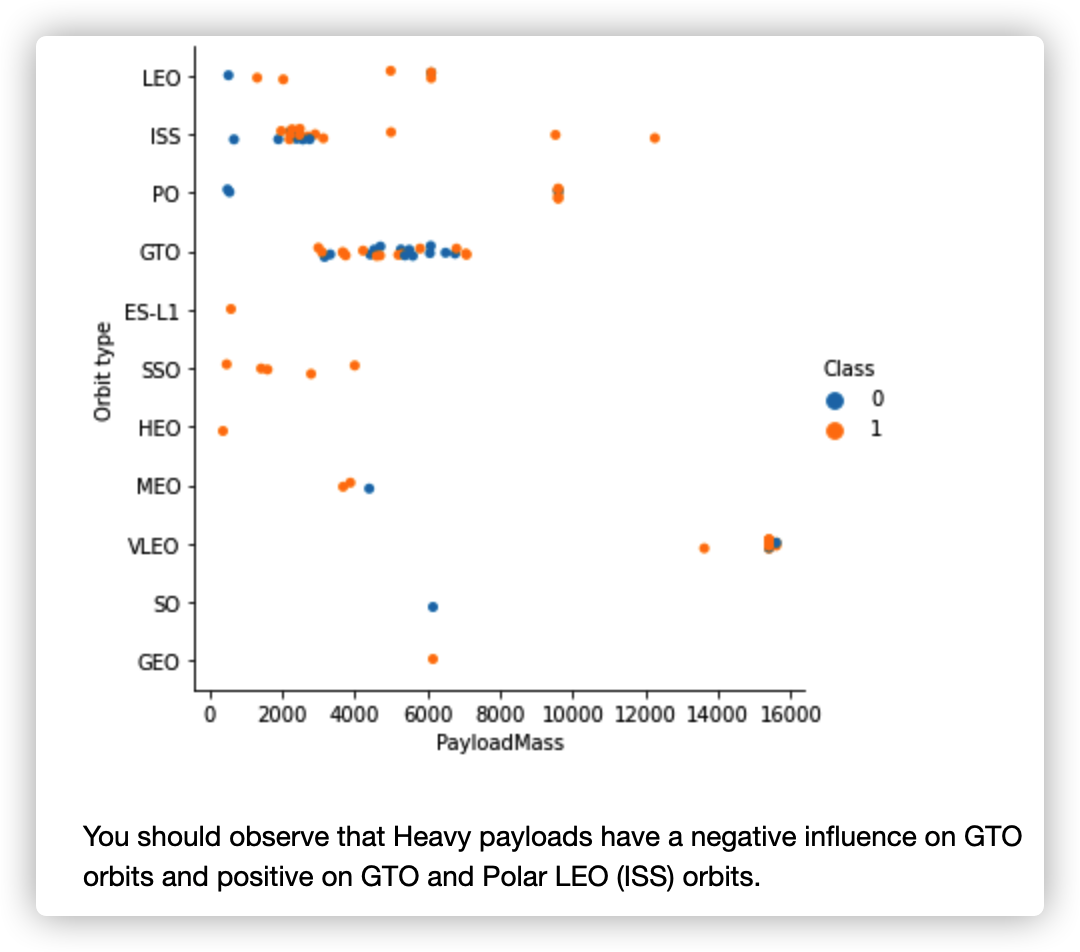 LEO
ISS
PO
GTO
ES-L1
SSO
HEO
MEO
VLEO
SO
GEO
Orbit type
Class
0
1
0 2000 4000 6000 8000 10000 12000 14000 16000
PayloadMass
You should observe that Heavy payloads have a negative influence on GTO
orbits and positive on GTO and Polar LEO (ISS) orbits.